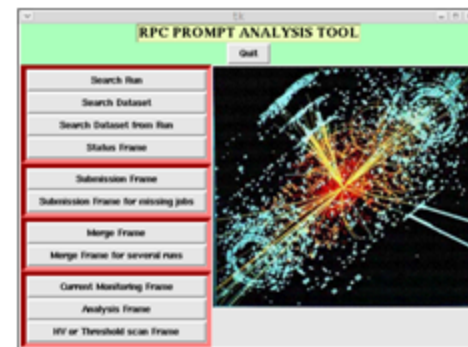 tk
RPC PROMPT ANALYSIS TOOL
Quit
Search Run
Search Dataset
Search Dataset from Run
Status Frame
Submission Frame
Submission Frame for missing jobs
Merge Frame
Merge Frame for several runs
Current Monitoring Frame
Analysis Frame
HV or Threshold scan Frame